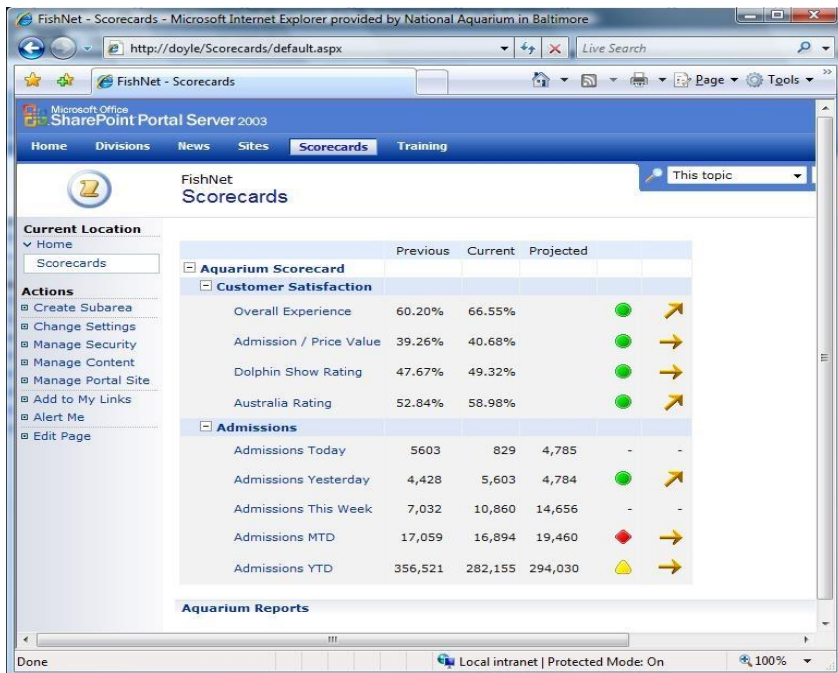 FishNet - Scorecards - Microsoft Internet Explorer provided by National Aquarium in Baltimore
http://doyle/Scorecards/default.aspx Live Search
FishNet - Scorecards Page Tools
Microsoft Office
SharePoint Portal Server 2003
Home Divisions News Sites Scorecards Training
FishNet This topic
Scorecards
Current Location
Home
Scorecards
Actions
Create Subarea
Change Settings
Manage Security
Manage Content
Manage Portal Site
Add to My Links
Alert Me
Edit Page
Previous Current Projected
Aquarium Scorecard
Customer Satisfaction
Overall Experience 60.20% 66.55%
Admission / Price Value 39.26% 40.68%
Dolphin Show Rating 47.67% 49.32%
Australia Rating 52.84% 58.98%
Admissions
Admissions Today 5603 829 4,785 - -
Admissions Yesterday 4,428 5,603 4,784
Admissions This Week 7,032 10,860 14,656 - -
Admissions MTD 17,059 16,894 19,460
Admissions YTD 356,521 282,155 294,030
Aquarium Reports
Done Local intranet | Protected Mode: On 100%